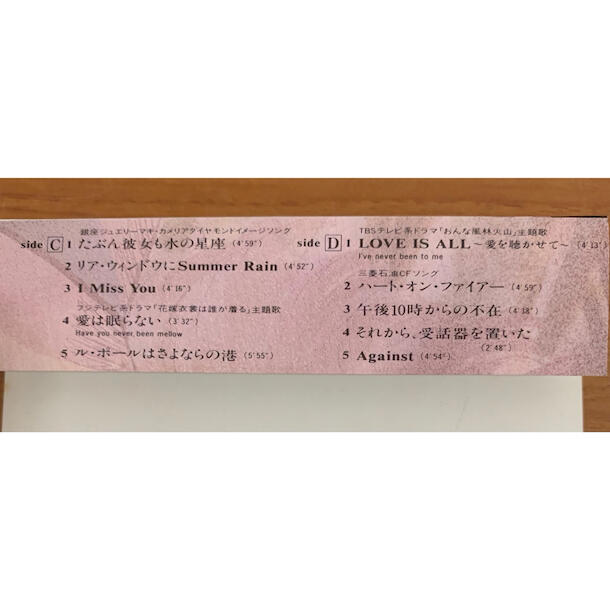 銀座ジュエリーマキ・カメリアダイヤモンドイメージソング
side C 1 たぶん彼女も水の星座 (4'59")
2 リア・ウィンドウにSummer Rain (4'52")
3 I Miss You (4'16")
フジテレビ系ドラマ「花嫁衣裳は誰が着る」主題歌
4 愛は眠らない (3'32")
Have you never been mellow
5 ル・ポールはさよならの港 (5'55")
TBSテレビ系ドラマ「おんな風林火山」主題歌
side D 1 LOVE IS ALL 〜愛を聴かせて〜 (4'13")
I've never been to me
三菱石油CFソング
2 ハート・オン・ファイアー (4'59")
3 午後10時からの不在 (4'18")
4 それから、受話器を置いた
(2'48")
5 Against (4'54")